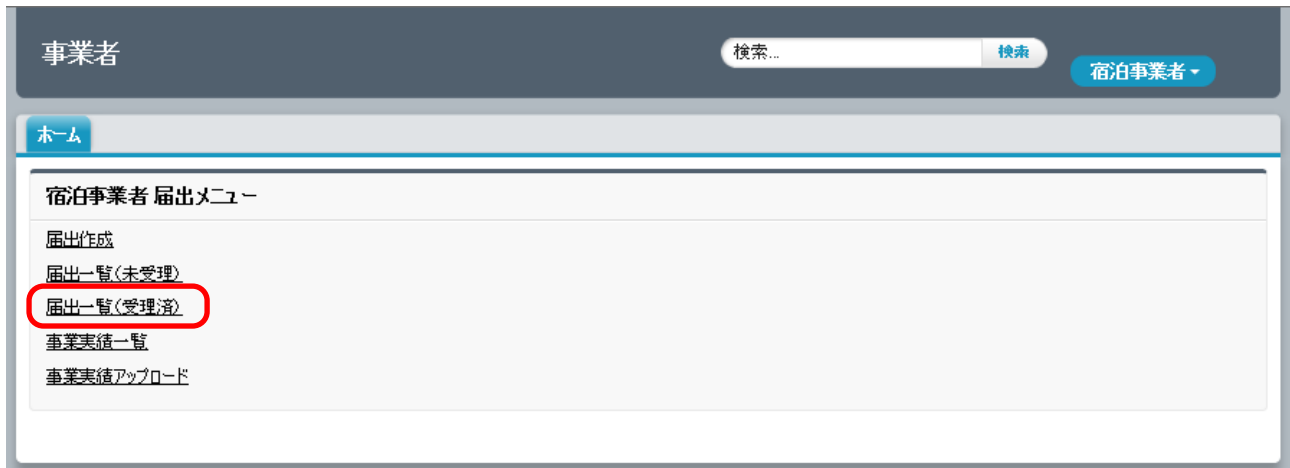 事業者
検索...
検索
宿泊事業者
ホーム
宿泊事業者 届出メニュー
届出作成
届出一覧(未受理)
届出一覧(受理済)
事業実績一覧
事業実績アップロード